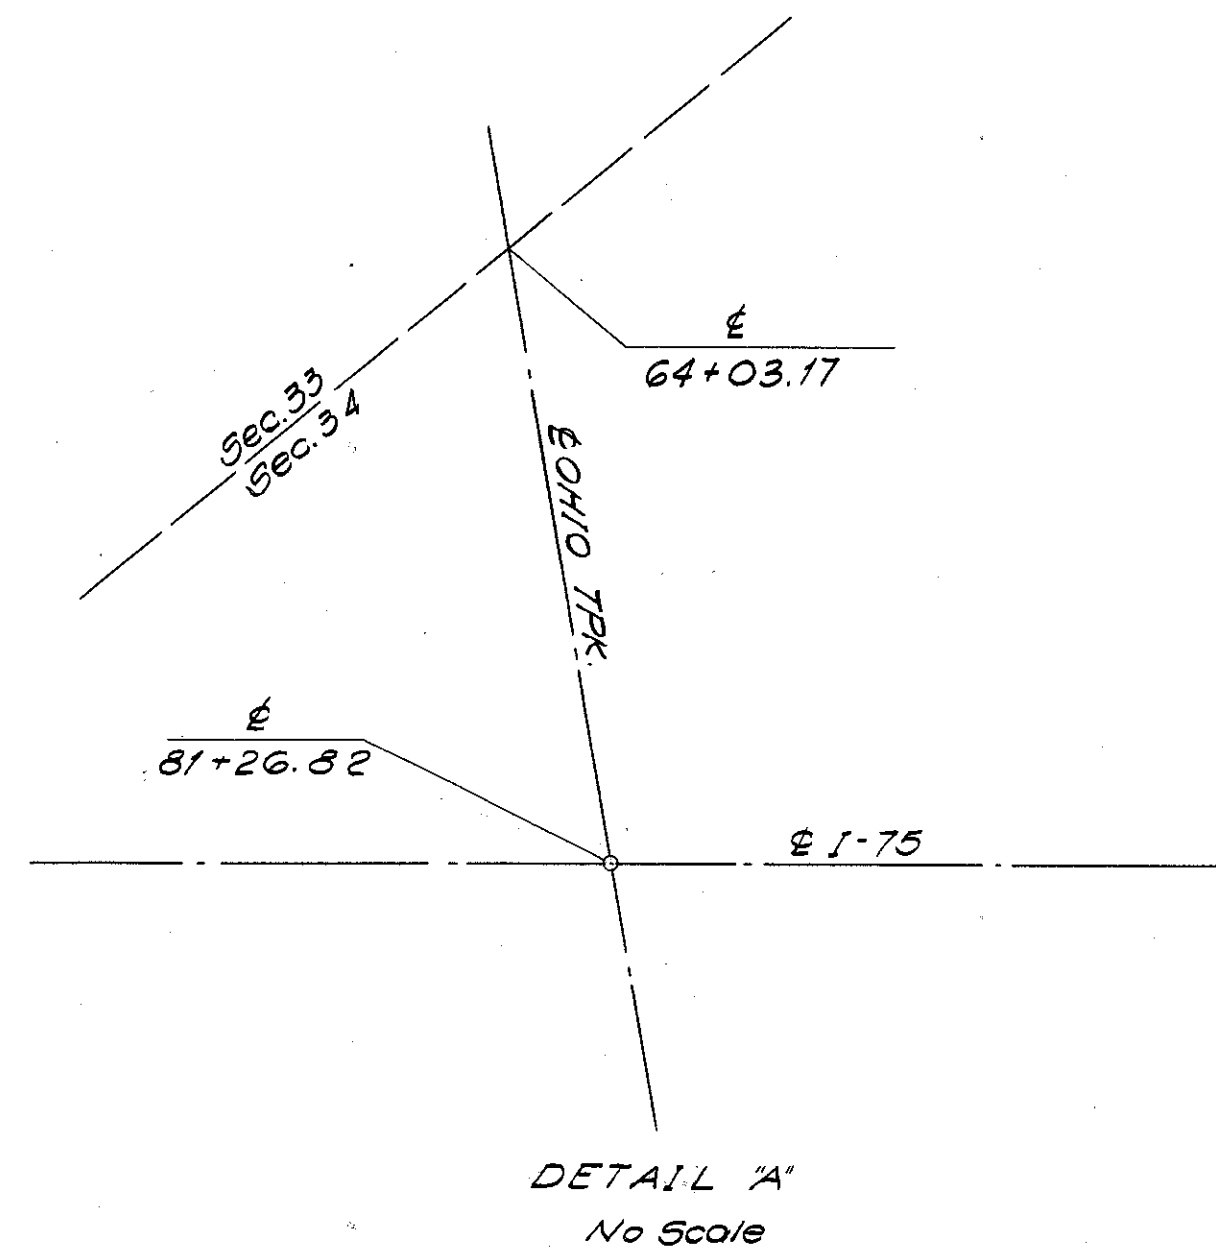 ℄
64+03.17
Sec.33
Sec.34
℄ OHIO TPK.
℄
81+26.82
℄ I-75
DETAIL "A"
No Scale